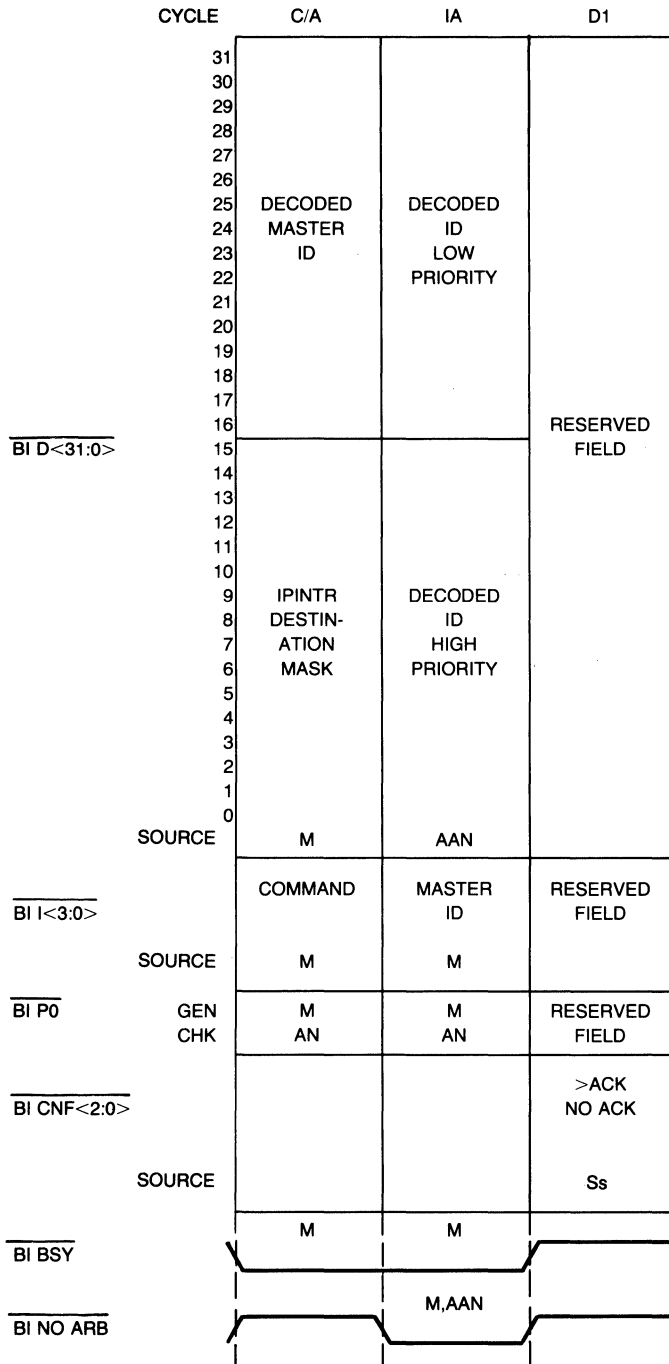 CYCLE C/A IA D1
31
30
29
28
27
26
25 DECODED DECODED
24 MASTER ID
23 ID LOW
22 PRIORITY
21
20
19
18
17
16 RESERVED
BI D<31:0> 15 FIELD
14
13
12
11
10
9 IPINTR DECODED
8 DESTIN- ID
7 ATION HIGH
6 MASK PRIORITY
5
4
3
2
1
0
SOURCE M AAN
COMMAND MASTER RESERVED
BI I<3:0> ID FIELD
SOURCE M M
BI P0 GEN M M RESERVED
CHK AN AN FIELD
>ACK
BI CNF<2:0> NO ACK
SOURCE Ss
M M
BI BSY
M,AAN
BI NO ARB